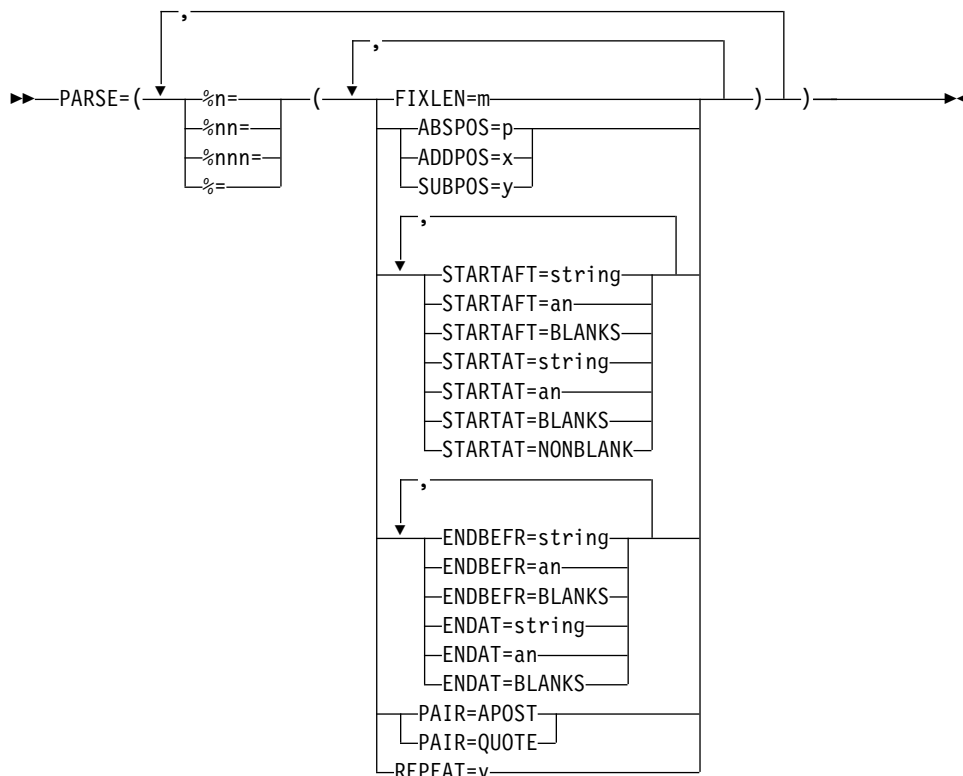 ,
,
PARSE=( %n= ( FIXLEN=m ) )
%nn= ABSPOS=p
%nnn= ADDPOS=x
%= SUBPOS=y
,
STARTAFT=string
STARTAFT=an
STARTAFT=BLANKS
STARTAT=string
STARTAT=an
STARTAT=BLANKS
STARTAT=NONBLANK
,
ENDBEFR=string
ENDBEFR=an
ENDBEFR=BLANKS
ENDAT=string
ENDAT=an
ENDAT=BLANKS
PAIR=APOST
PAIR=QUOTE
REPEAT=v